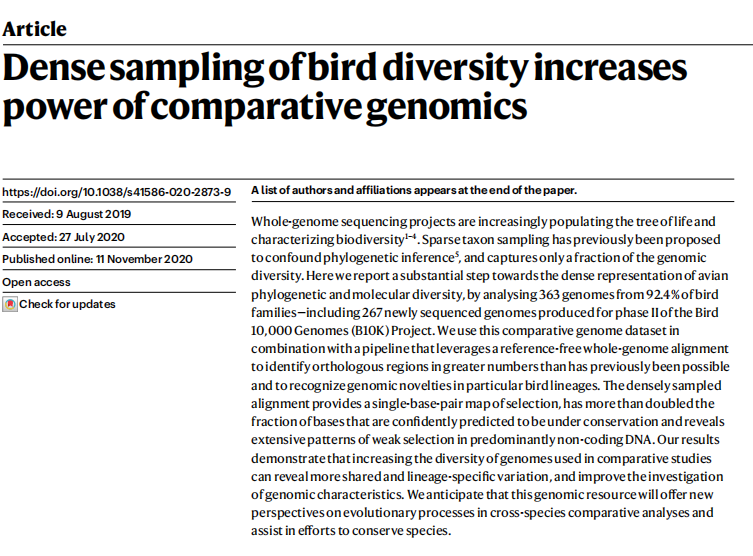 Article
Dense sampling of bird diversity increases
power of comparative genomics
https://doi.org/10.1038/s41586-020-2873-9
Received: 9 August 2019
Accepted: 27 July 2020
Published online: 11 November 2020
Open access
Check for updates
A list of authors and affiliations appears at the end of the paper.
Whole-genome sequencing projects are increasingly populating the tree of life and
characterizing biodiversity1–4. Sparse taxon sampling has previously been proposed
to confound phylogenetic inference5, and captures only a fraction of the genomic
diversity. Here we report a substantial step towards the dense representation of avian
phylogenetic and molecular diversity, by analysing 363 genomes from 92.4% of bird
families—including 267 newly sequenced genomes produced for phase II of the Bird
10,000 Genomes (B10K) Project. We use this comparative genome dataset in
combination with a pipeline that leverages a reference-free whole-genome alignment
to identify orthologous regions in greater numbers than has previously been possible
and to recognize genomic novelties in particular bird lineages. The densely sampled
alignment provides a single-base-pair map of selection, has more than doubled the
fraction of bases that are confidently predicted to be under conservation and reveals
extensive patterns of weak selection in predominantly non-coding DNA. Our results
demonstrate that increasing the diversity of genomes used in comparative studies
can reveal more shared and lineage-specific variation, and improve the investigation
of genomic characteristics. We anticipate that this genomic resource will offer new
perspectives on evolutionary processes in cross-species comparative analyses and
assist in efforts to conserve species.